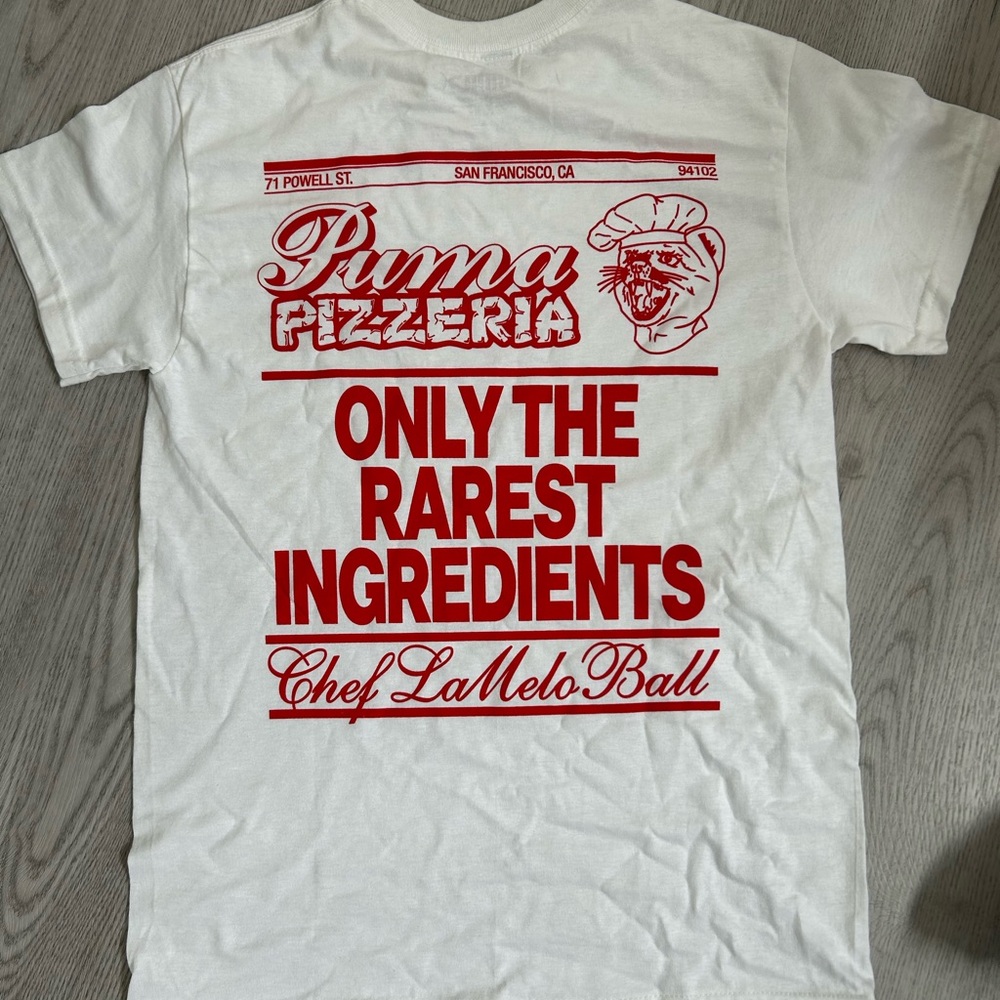 71 POWELL ST. SAN FRANCISCO, CA 94102
Puma
PIZZERIA
ONLY THE
RAREST
INGREDIENTS
Chef LaMelo Ball